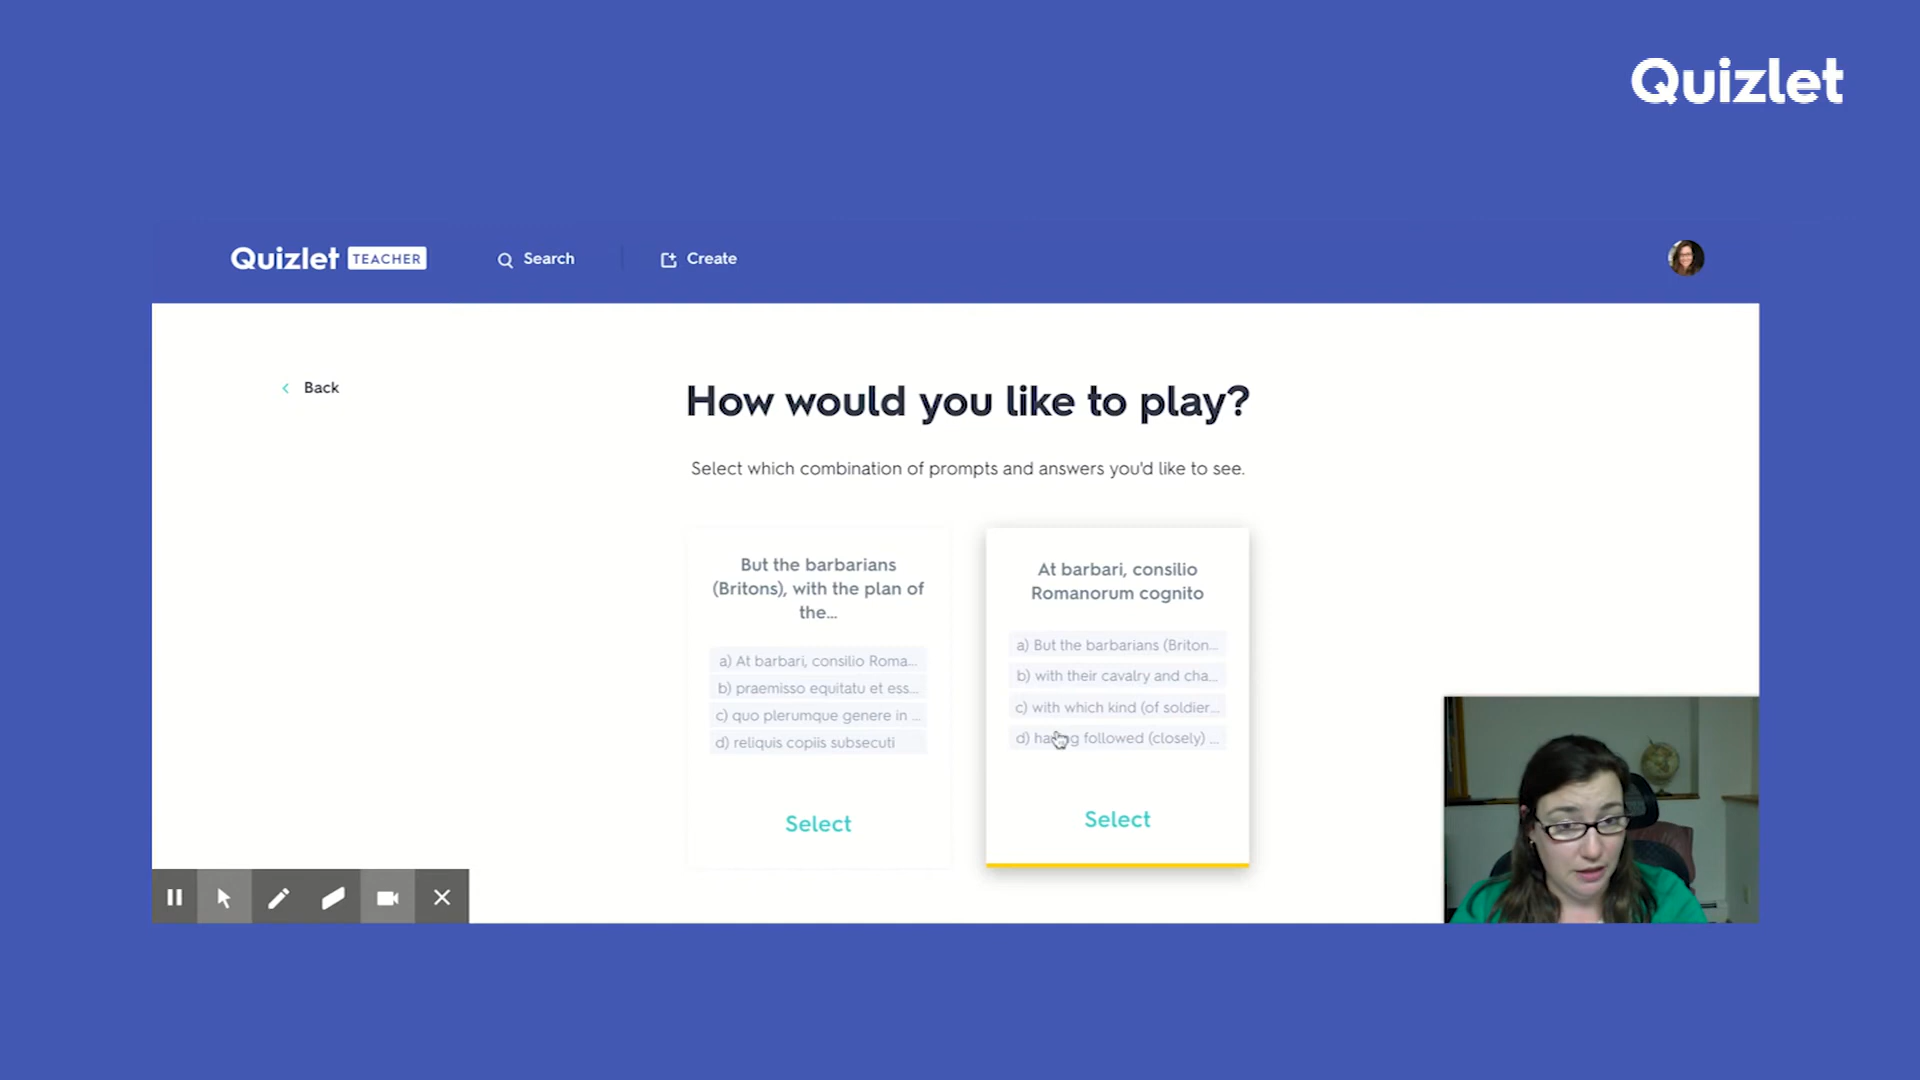 Quizlet
Quizlet TEACHER
Search
Create
Back
How would you like to play?
Select which combination of prompts and answers you'd like to see.
But the barbarians
(Britons), with the plan of
the...
a) At barbari, consilio Roma...
b) praemisso equitatu et ess...
c) quo plerumque genere in ...
d) reliquis copiis subsecuti
Select
At barbari, consilio
Romanorum cognito
a) But the barbarians (Briton...
b) with their cavalry and cha...
c) with which kind (of soldier...
d) having followed (closely) ...
Select